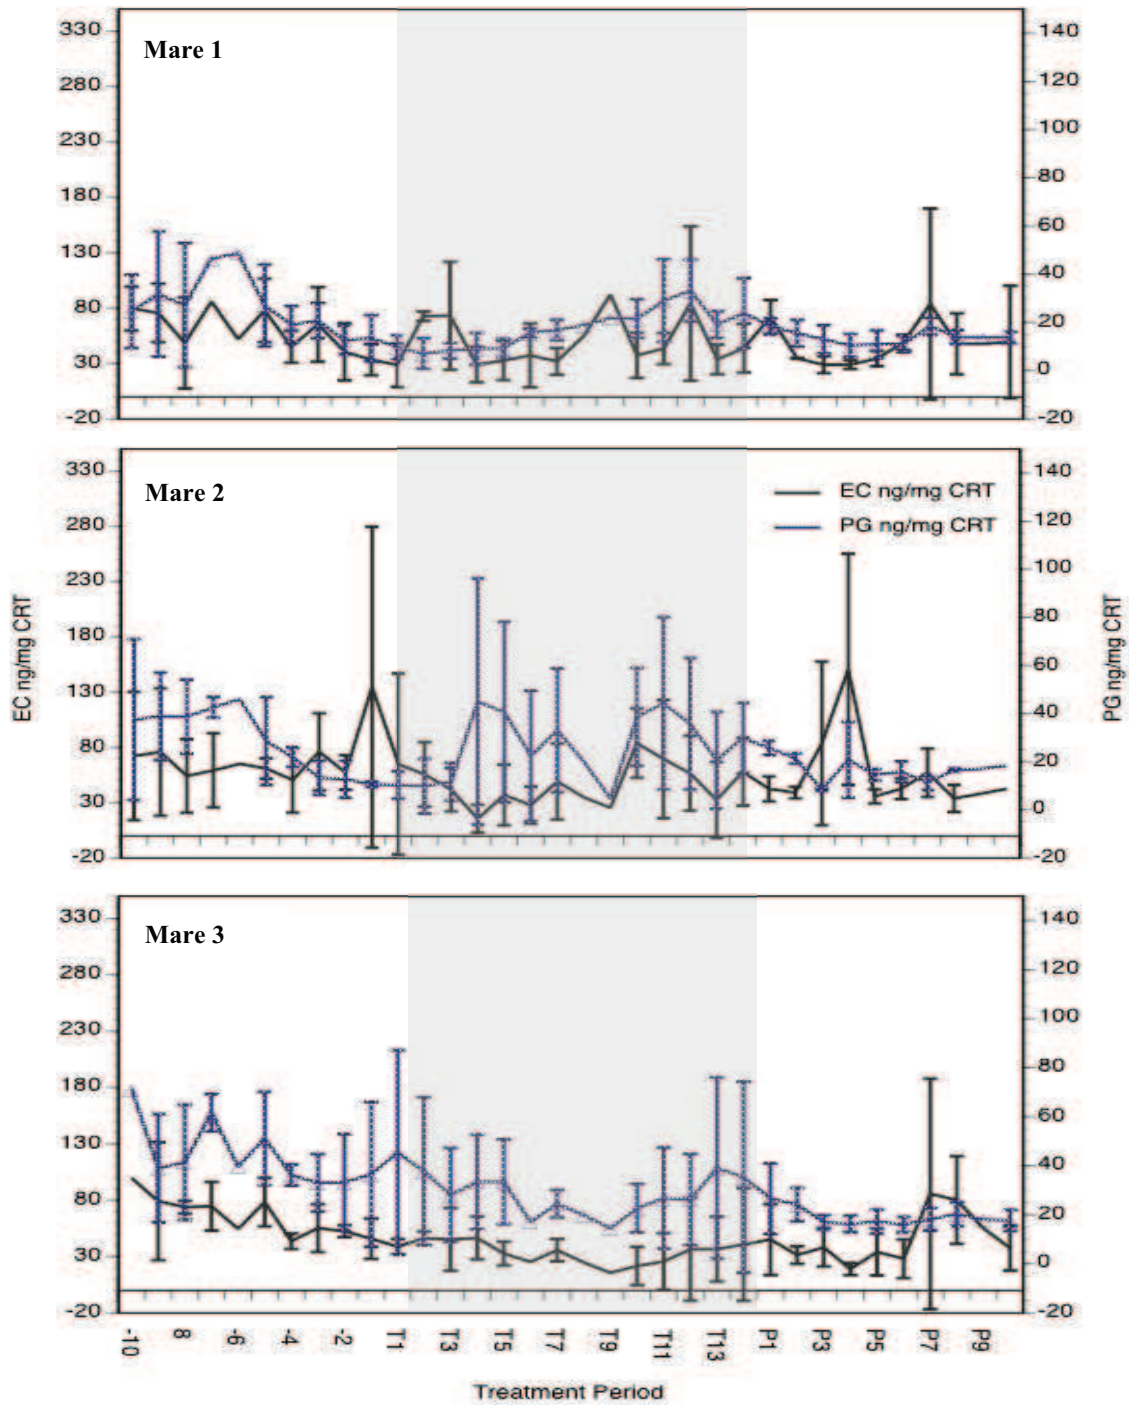 Mare 1
330
280
230
180
130
80
30
-20
140
120
100
80
60
40
20
0
-20
Mare 2
EC ng/mg CRT
PG ng/mg CRT
330
280
230
180
130
80
30
-20
140
120
100
80
60
40
20
0
-20
EC ng/mg CRT
PG ng/mg CRT
Mare 3
330
280
230
180
130
80
30
-20
140
120
100
80
60
40
20
0
-20
-10
8
-6
-4
-2
T1
T3
T5
T7
T9
T11
T13
P1
P3
P5
P7
P9
Treatment Period